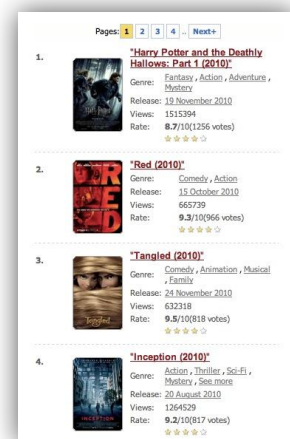 Pages: 1 2 3 4 .. Next+
1.
"Harry Potter and the Deathly
Hallows: Part 1 (2010)"
Genre: Fantasy , Action , Adventure ,
Mystery
Release: 19 November 2010
Views: 1515394
Rate: 8.7/10(1256 votes)
2.
RED
"Red (2010)"
Genre: Comedy , Action
Release: 15 October 2010
Views: 665739
Rate: 9.3/10(966 votes)
3.
Tangled
"Tangled (2010)"
Genre: Comedy , Animation , Musical
, Family
Release: 24 November 2010
Views: 632318
Rate: 9.5/10(818 votes)
4.
INCEPTION
"Inception (2010)"
Genre: Action , Thriller , Sci-Fi ,
Mystery , See more
Release: 20 August 2010
Views: 1264529
Rate: 9.2/10(817 votes)